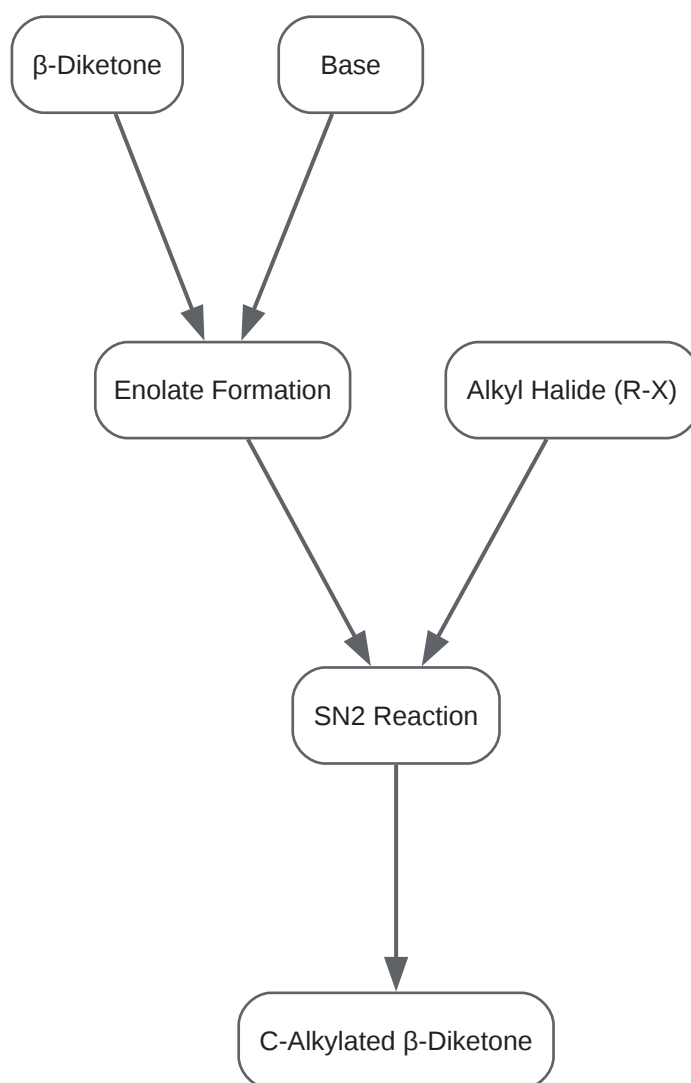 β-Diketone
Base
Enolate Formation
Alkyl Halide (R-X)
SN2 Reaction
C-Alkylated β-Diketone